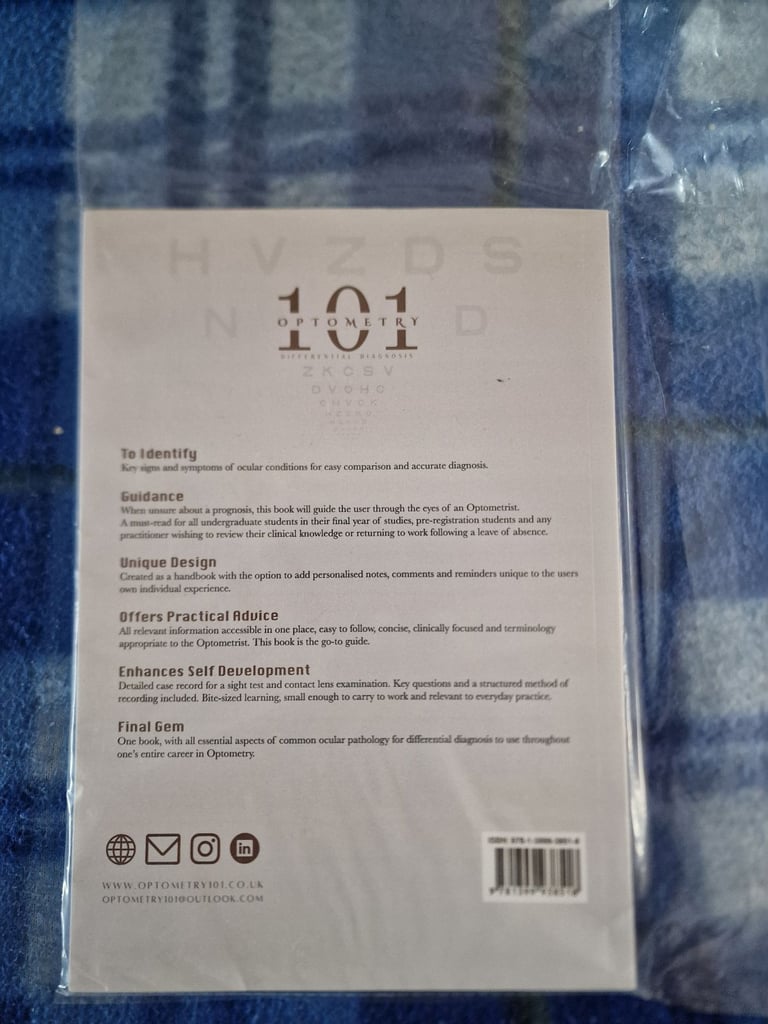 H V Z D S
N D
101
OPTOMETRY
DIFFERENTIAL DIAGNOSIS
Z K C S V
D V O H C
C H V C K
To Identify
Key signs and symptoms of ocular conditions for easy comparison and accurate diagnosis.
Guidance
When unsure about a prognosis, this book will guide the user through the eyes of an Optometrist.
A must-read for all undergraduate students in their final year of studies, pre-registration students and any
practitioner wishing to review their clinical knowledge or returning to work following a leave of absence.
Unique Design
Created as a handbook with the option to add personalised notes, comments and reminders unique to the users
own individual experience.
Offers Practical Advice
All relevant information accessible in one place, easy to follow, concise, clinically focused and terminology
appropriate to the Optometrist. This book is the go-to guide.
Enhances Self Development
Detailed case record for a sight test and contact lens examination. Key questions and a structured method of
recording included. Bite-sized learning, small enough to carry to work and relevant to everyday practice.
Final Gem
One book, with all essential aspects of common ocular pathology for differential diagnosis to use throughout
one's entire career in Optometry.
in
WWW.OPTOMETRY101.CO.UK
OPTOMETRY101@OUTLOOK.COM
ISBN: